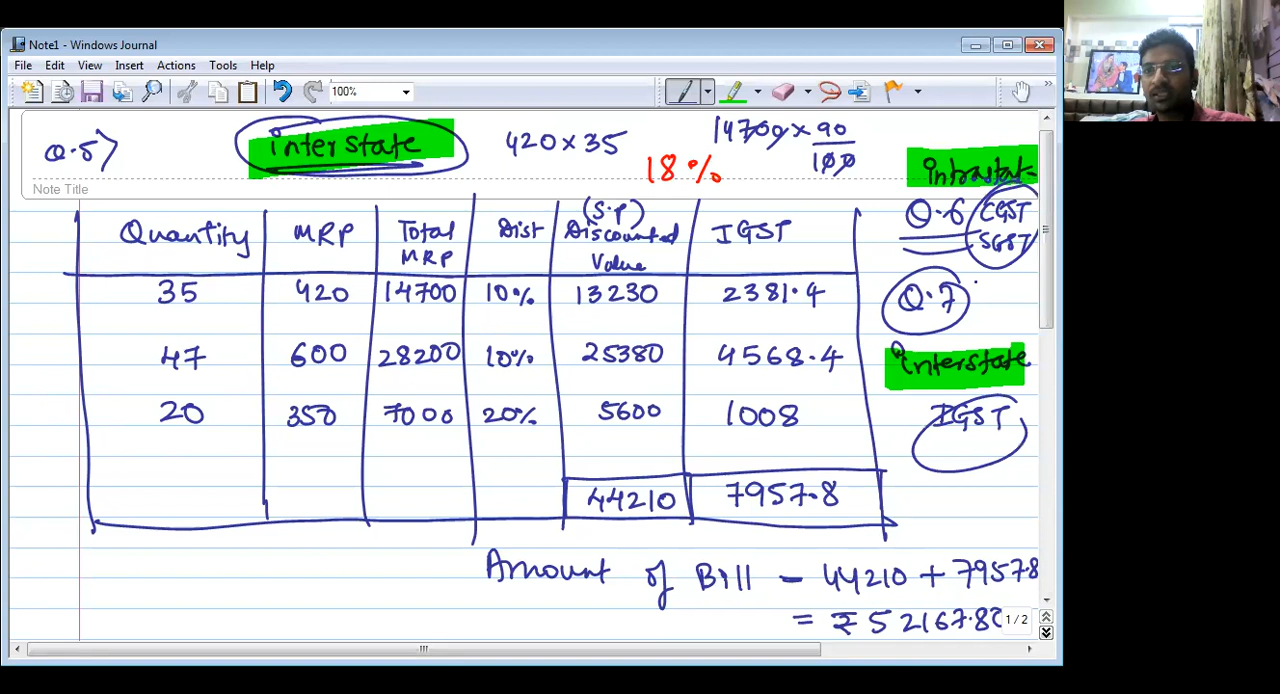 Note1 - Windows Journal
File Edit View Insert Actions Tools Help
100%
Q.5) interstate 420 × 35 14700 × 90
100
18 %
Note Title
intrastat
Q.6 CGST
SGST
Quantity MRP Total MRP Dist (S.P) Discounted Value IGST
35 420 14700 10% 13230 2381.4
Q.7
47 600 28200 10% 25380 4568.4
interstate
20 350 7000 20% 5600 1008
IGST
44210 7957.8
Amount of Bill - 44210 + 7957.8
= ₹ 52167.80
1 / 2